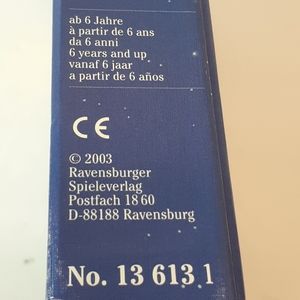 ab 6 Jahre
à partir de 6 ans
da 6 anni
6 years and up
vanaf 6 jaar
a partir de 6 años
CE
© 2003
Ravensburger
Spieleverlag
Postfach 18 60
D-88188 Ravensburg
No. 13 613 1